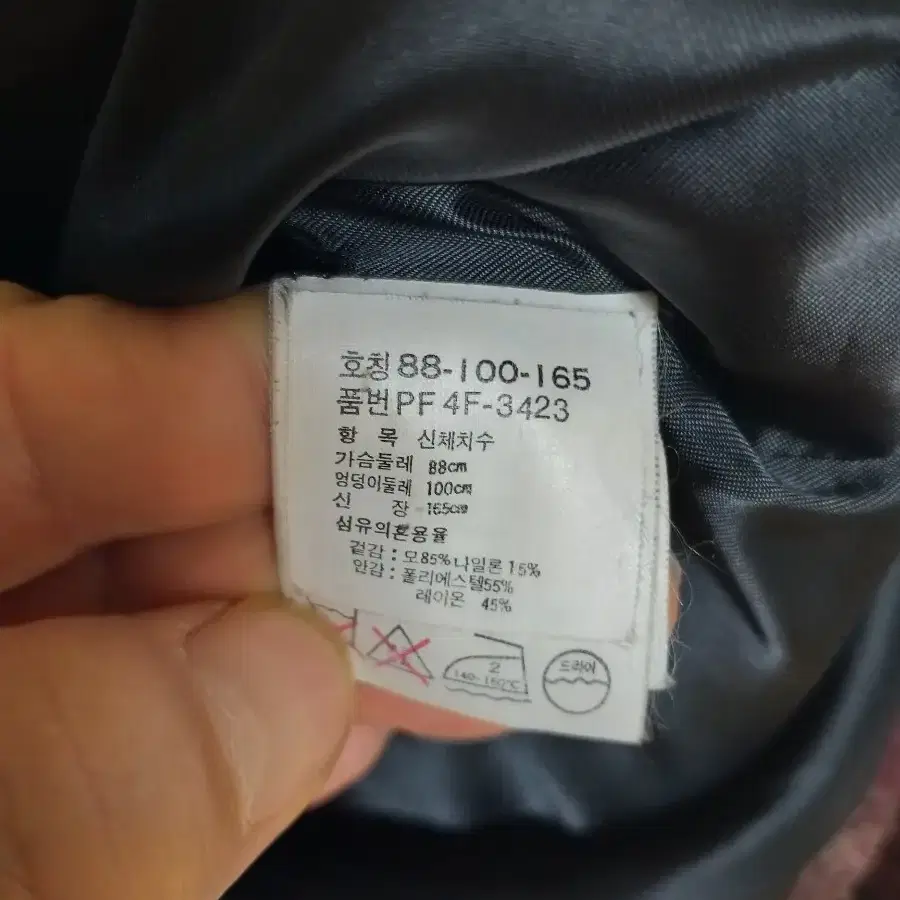 호칭 88-100-165
품번 PF 4F-3423
항 목 신체치수
가슴둘레 88cm
엉덩이둘레 100cm
신 장 165cm
섬유의혼용율
겉감 : 모85% 나일론 15%
안감 : 폴리에스텔55%
레이온 45%
2
140-160°C
드라이